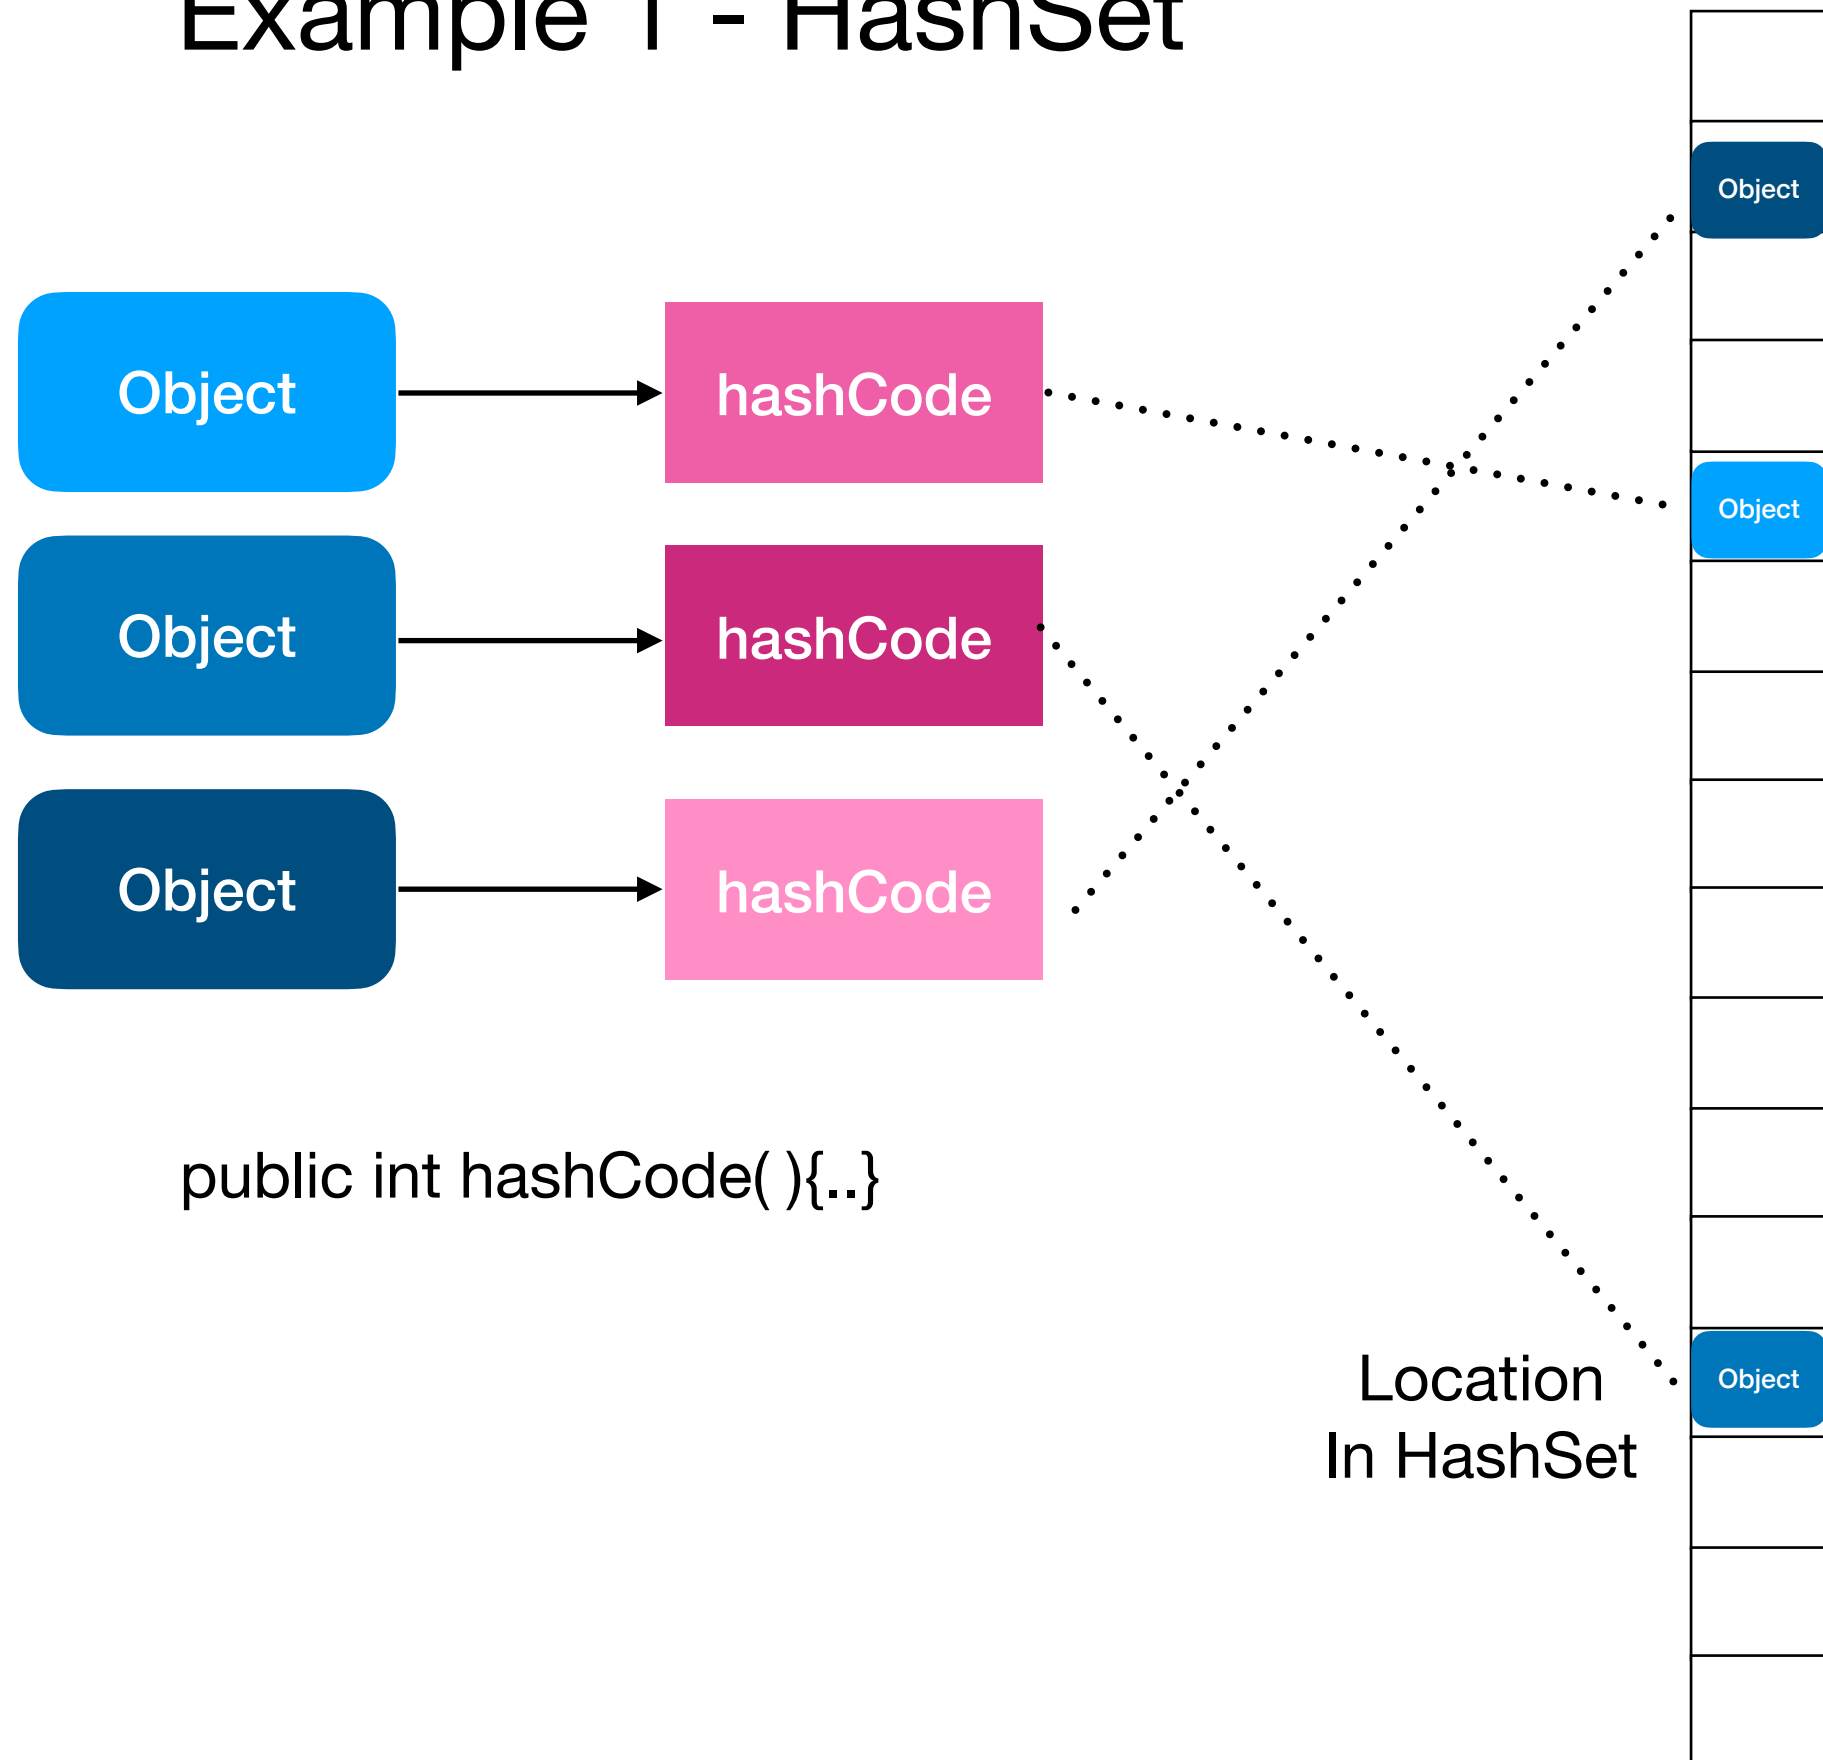 Example 1 - HashSet
Object
Object hashCode
Object
Object hashCode
Object hashCode
public int hashCode( ){..}
Location
In HashSet
Object